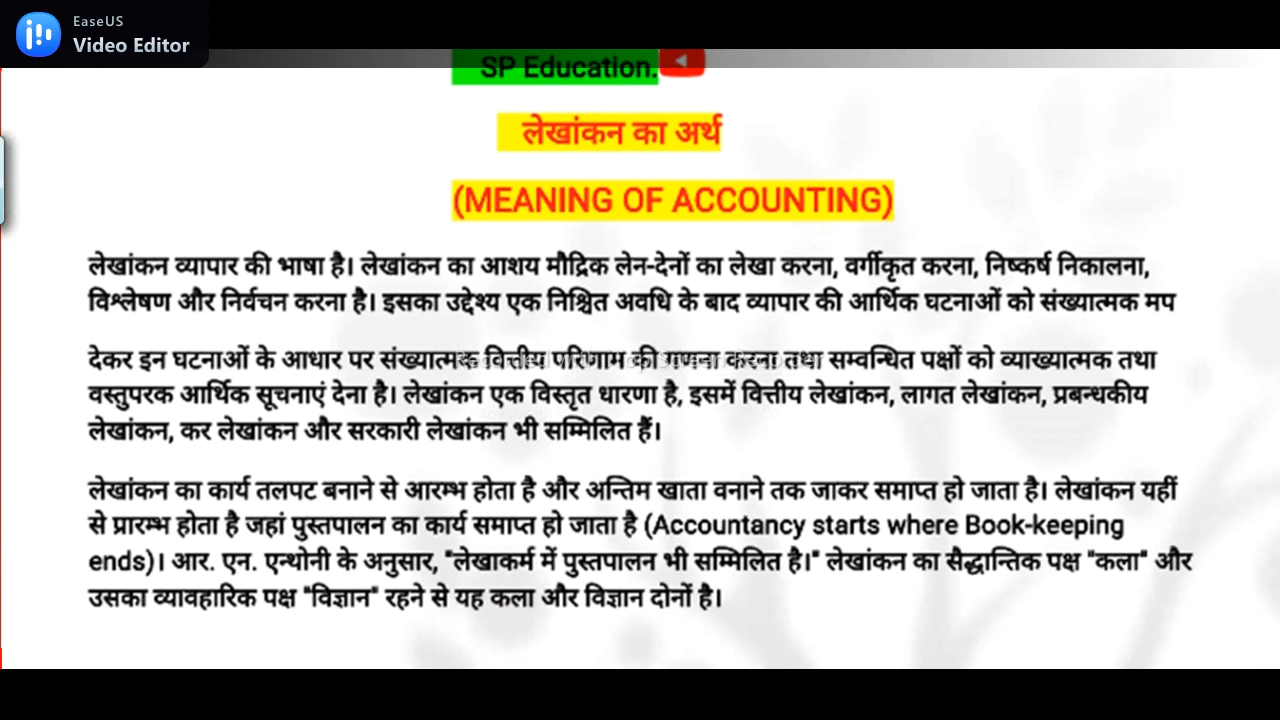 EaseUS
Video Editor
SP Education.
लेखांकन का अर्थ
(MEANING OF ACCOUNTING)
लेखांकन व्यापार की भाषा है। लेखांकन का आशय मौद्रिक लेन-देनों का लेखा करना, वर्गीकृत करना, निष्कर्ष निकालना,
विश्लेषण और निर्वचन करना है। इसका उद्देश्य एक निश्चित अवधि के बाद व्यापार की आर्थिक घटनाओं को संख्यात्मक मप
देकर इन घटनाओं के आधार पर संख्यात्मक वित्तीय परिणाम की गणना करना तथा सम्वन्धित पक्षों को व्याख्यात्मक तथा
वस्तुपरक आर्थिक सूचनाएं देना है। लेखांकन एक विस्तृत धारणा है, इसमें वित्तीय लेखांकन, लागत लेखांकन, प्रबन्धकीय
लेखांकन, कर लेखांकन और सरकारी लेखांकन भी सम्मिलित हैं।
लेखांकन का कार्य तलपट बनाने से आरम्भ होता है और अन्तिम खाता वनाने तक जाकर समाप्त हो जाता है। लेखांकन यहीं
से प्रारम्भ होता है जहां पुस्तपालन का कार्य समाप्त हो जाता है (Accountancy starts where Book-keeping
ends)। आर. एन. एन्थोनी के अनुसार, "लेखाकर्म में पुस्तपालन भी सम्मिलित है।" लेखांकन का सैद्धान्तिक पक्ष "कला" और
उसका व्यावहारिक पक्ष "विज्ञान" रहने से यह कला और विज्ञान दोनों है।